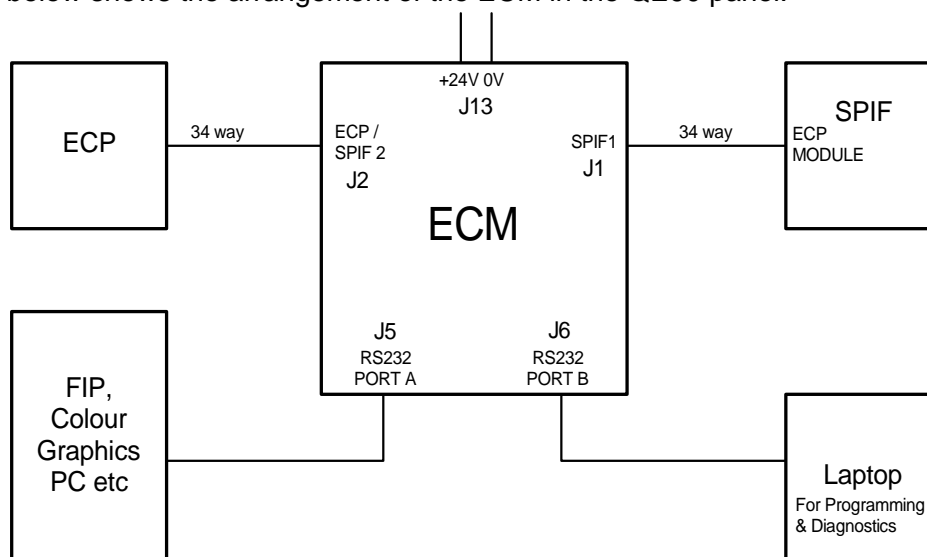 below shows the arrangement of the ECM in the QE90 panel.
+24V 0V
J13
ECP
34 way
ECP /
SPIF 2
J2
SPIF1
J1
34 way
SPIF
ECP
MODULE
ECM
J5
RS232
PORT A
J6
RS232
PORT B
FIP,
Colour
Graphics
PC etc
Laptop
For Programming
& Diagnostics